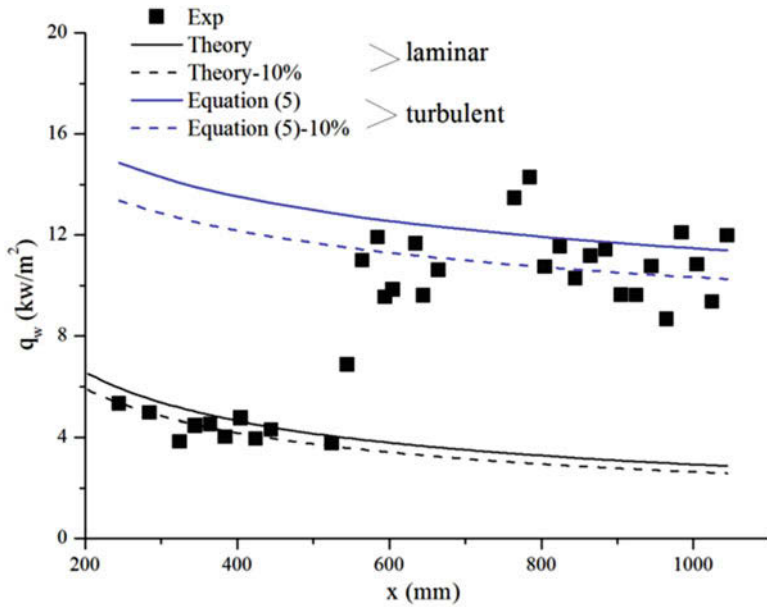 Exp
Theory
Theory-10%
laminar
Equation (5)
Equation (5)-10%
turbulent
20
16
12
8
4
0
q_w (kw/m²)
200
400
600
800
1000
x (mm)